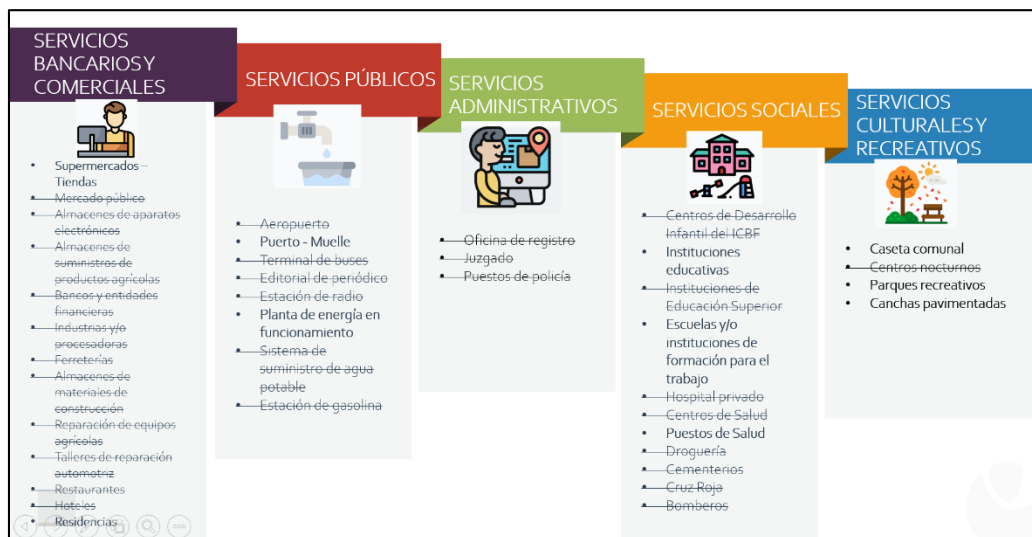 SERVICIOS
BANCARIOS Y
COMERCIALES
• Supermercados –
Tiendas
• Mercado público
• Almacenes de aparatos
electrónicos
• Almacenes de
suministros de
productos agrícolas
• Bancos y entidades
financieras
• Industrias y/o
procesadoras
• Ferreterías
• Almacenes de
materiales de
construcción
• Reparación de equipos
agrícolas
• Talleres de reparación
automotriz
• Restaurantes
• Hoteles
• Residencias
SERVICIOS PÚBLICOS
• Aeropuerto
• Puerto - Muelle
• Terminal de buses
• Editorial de periódico
• Estación de radio
• Planta de energía en
funcionamiento
• Sistema de
suministro de agua
potable
• Estación de gasolina
SERVICIOS
ADMINISTRATIVOS
• Oficina de registro
• Juzgado
• Puestos de policía
SERVICIOS SOCIALES
• Centros de Desarrollo
Infantil del ICBF
• Instituciones
educativas
• Instituciones de
Educación Superior
• Escuelas y/o
instituciones de
formación para el
trabajo
• Hospital privado
• Centros de Salud
• Puestos de Salud
• Droguería
• Cementerios
• Cruz Roja
• Bomberos
SERVICIOS
CULTURALES Y
RECREATIVOS
• Caseta comunal
• Centros nocturnos
• Parques recreativos
• Canchas pavimentadas